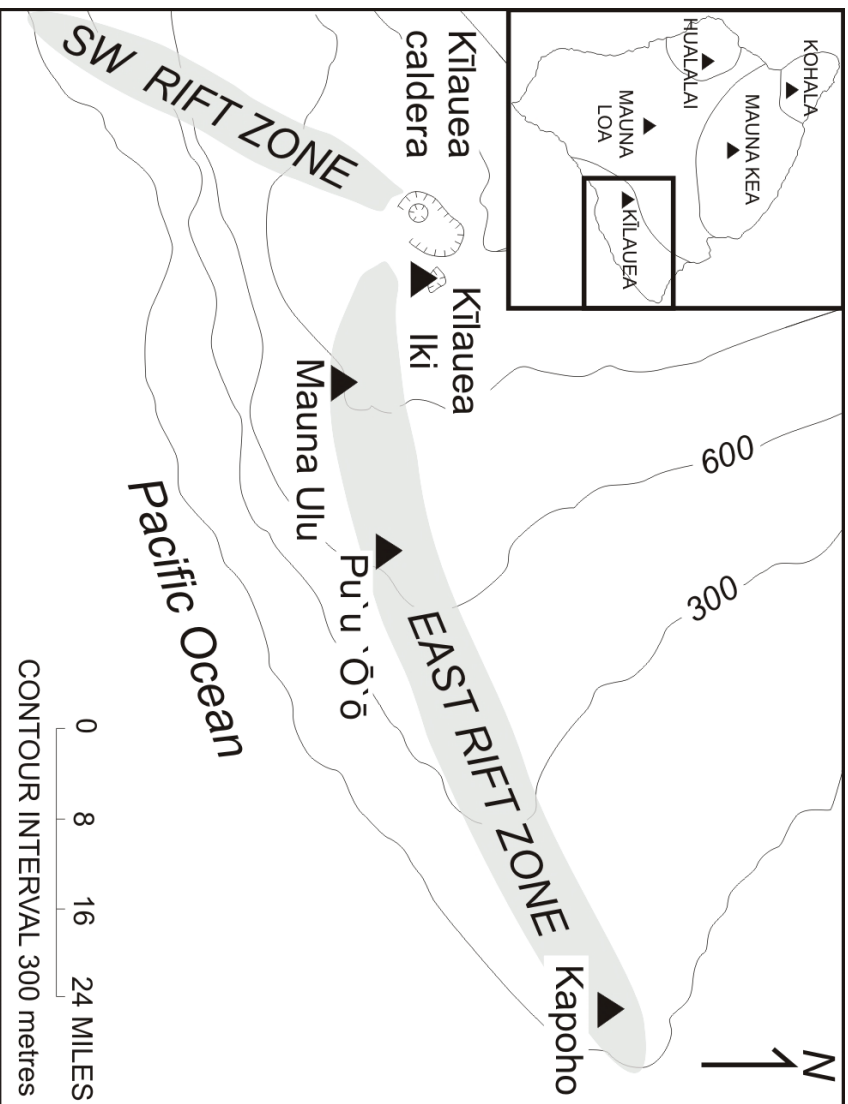 KOHALA
HUALALAI
MAUNA KEA
MAUNA
LOA
KĪLAUEA
N
600
300
Kīlauea
caldera
Kīlauea
Iki
SW RIFT ZONE
Mauna Ulu
Pu`u `Ō`ō
EAST RIFT ZONE
Kapoho
Pacific Ocean
0 8 16 24 MILES
CONTOUR INTERVAL 300 metres